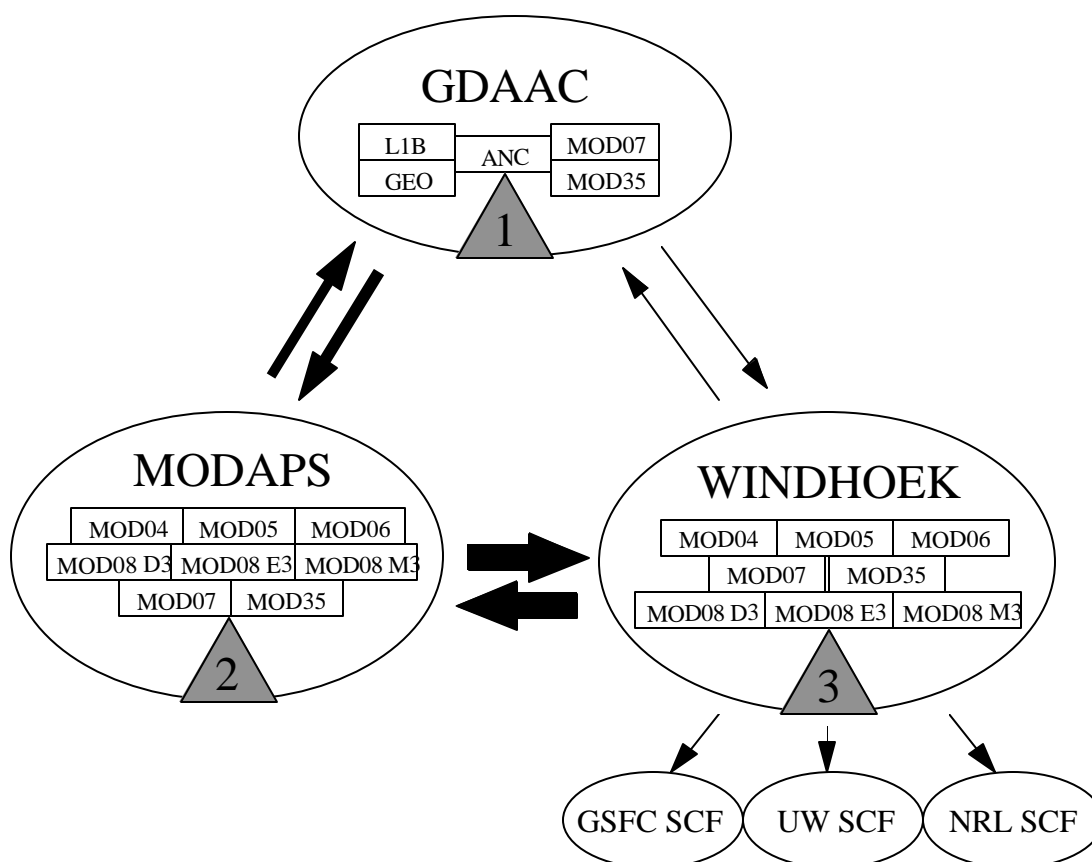 GDAAC
L1B ANC MOD07
GEO MOD35
1
MODAPS
MOD04 MOD05 MOD06
MOD08 D3 MOD08 E3 MOD08 M3
MOD07 MOD35
2
WINDHOEK
MOD04 MOD05 MOD06
MOD07 MOD35
MOD08 D3 MOD08 E3 MOD08 M3
3
GSFC SCF
UW SCF
NRL SCF